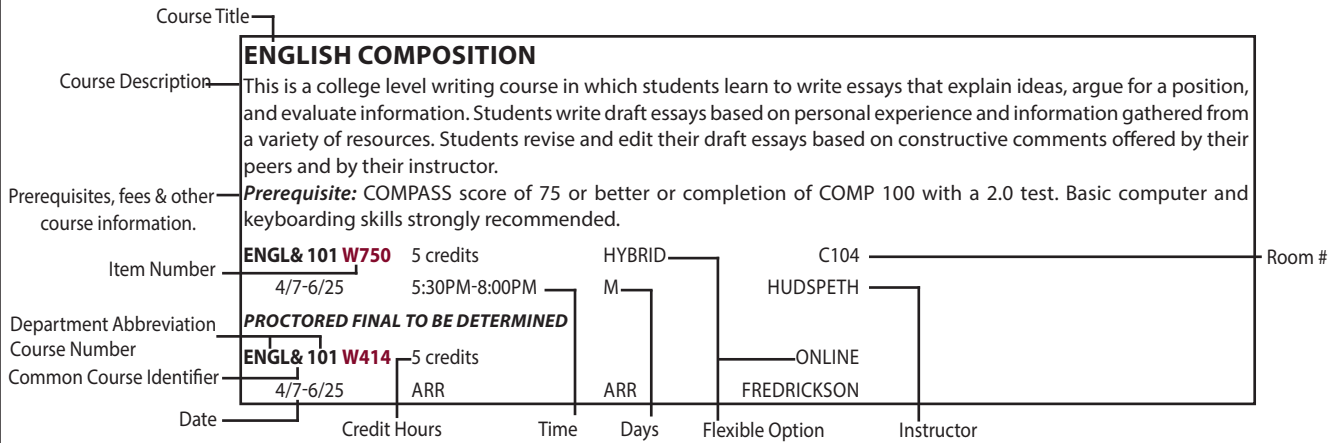 Course Title
ENGLISH COMPOSITION
Course Description
This is a college level writing course in which students learn to write essays that explain ideas, argue for a position,
and evaluate information. Students write draft essays based on personal experience and information gathered from
a variety of resources. Students revise and edit their draft essays based on constructive comments offered by their
peers and by their instructor.
Prerequisites, fees & other
course information.
Prerequisite: COMPASS score of 75 or better or completion of COMP 100 with a 2.0 test. Basic computer and
keyboarding skills strongly recommended.
Item Number
ENGL& 101 W750 5 credits HYBRID C104
Room #
4/7-6/25 5:30PM-8:00PM M HUDSPETH
PROCTORED FINAL TO BE DETERMINED
Department Abbreviation
Course Number
Common Course Identifier
ENGL& 101 W414 5 credits ONLINE
4/7-6/25 ARR ARR FREDRICKSON
Date
Credit Hours
Time
Days
Flexible Option
Instructor